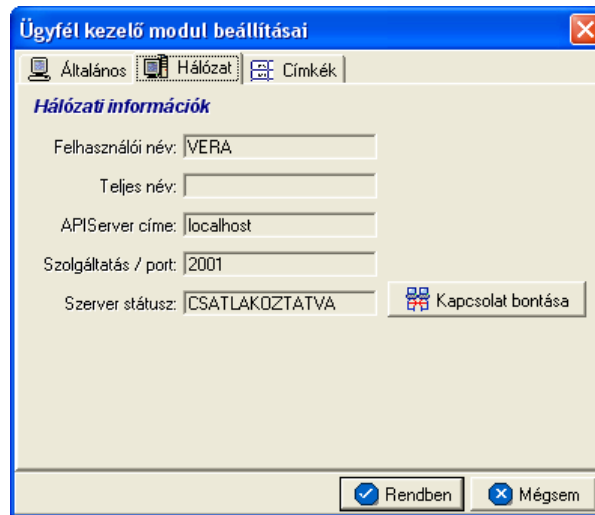 Ügyfél kezelő modul beállításai
Általános Hálózat Címkék
Hálózati információk
Felhasználói név: VERA
Teljes név:
APIServer címe: localhost
Szolgáltatás / port: 2001
Szerver státusz: CSATLAKOZTATVA Kapcsolat bontása
Rendben Mégsem